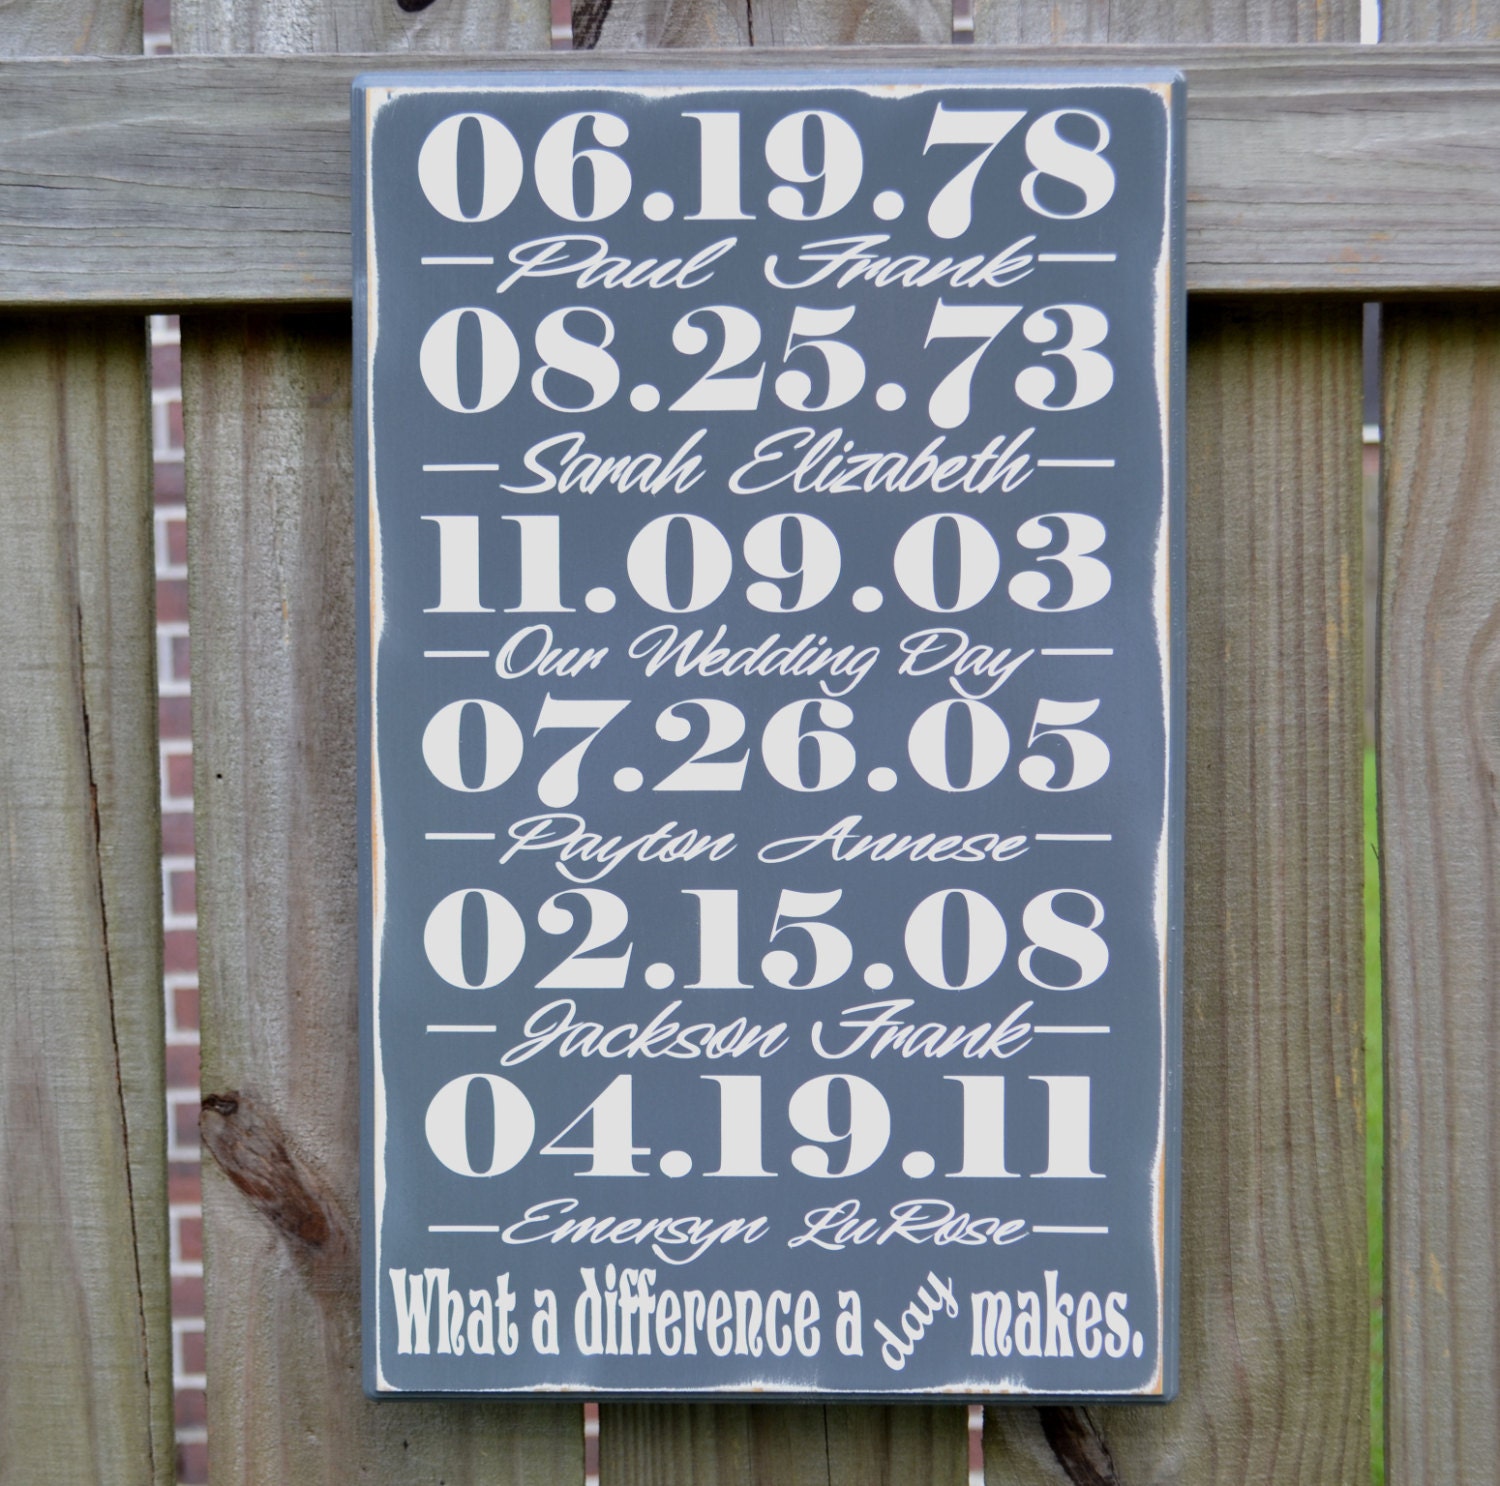 06.19.78
Paul Frank
08.25.73
Sarah Elizabeth
11.09.03
Our Wedding Day
07.26.05
Payton Annese
02.15.08
Jackson Frank
04.19.11
Emersyn LuRose
What a difference a day makes.